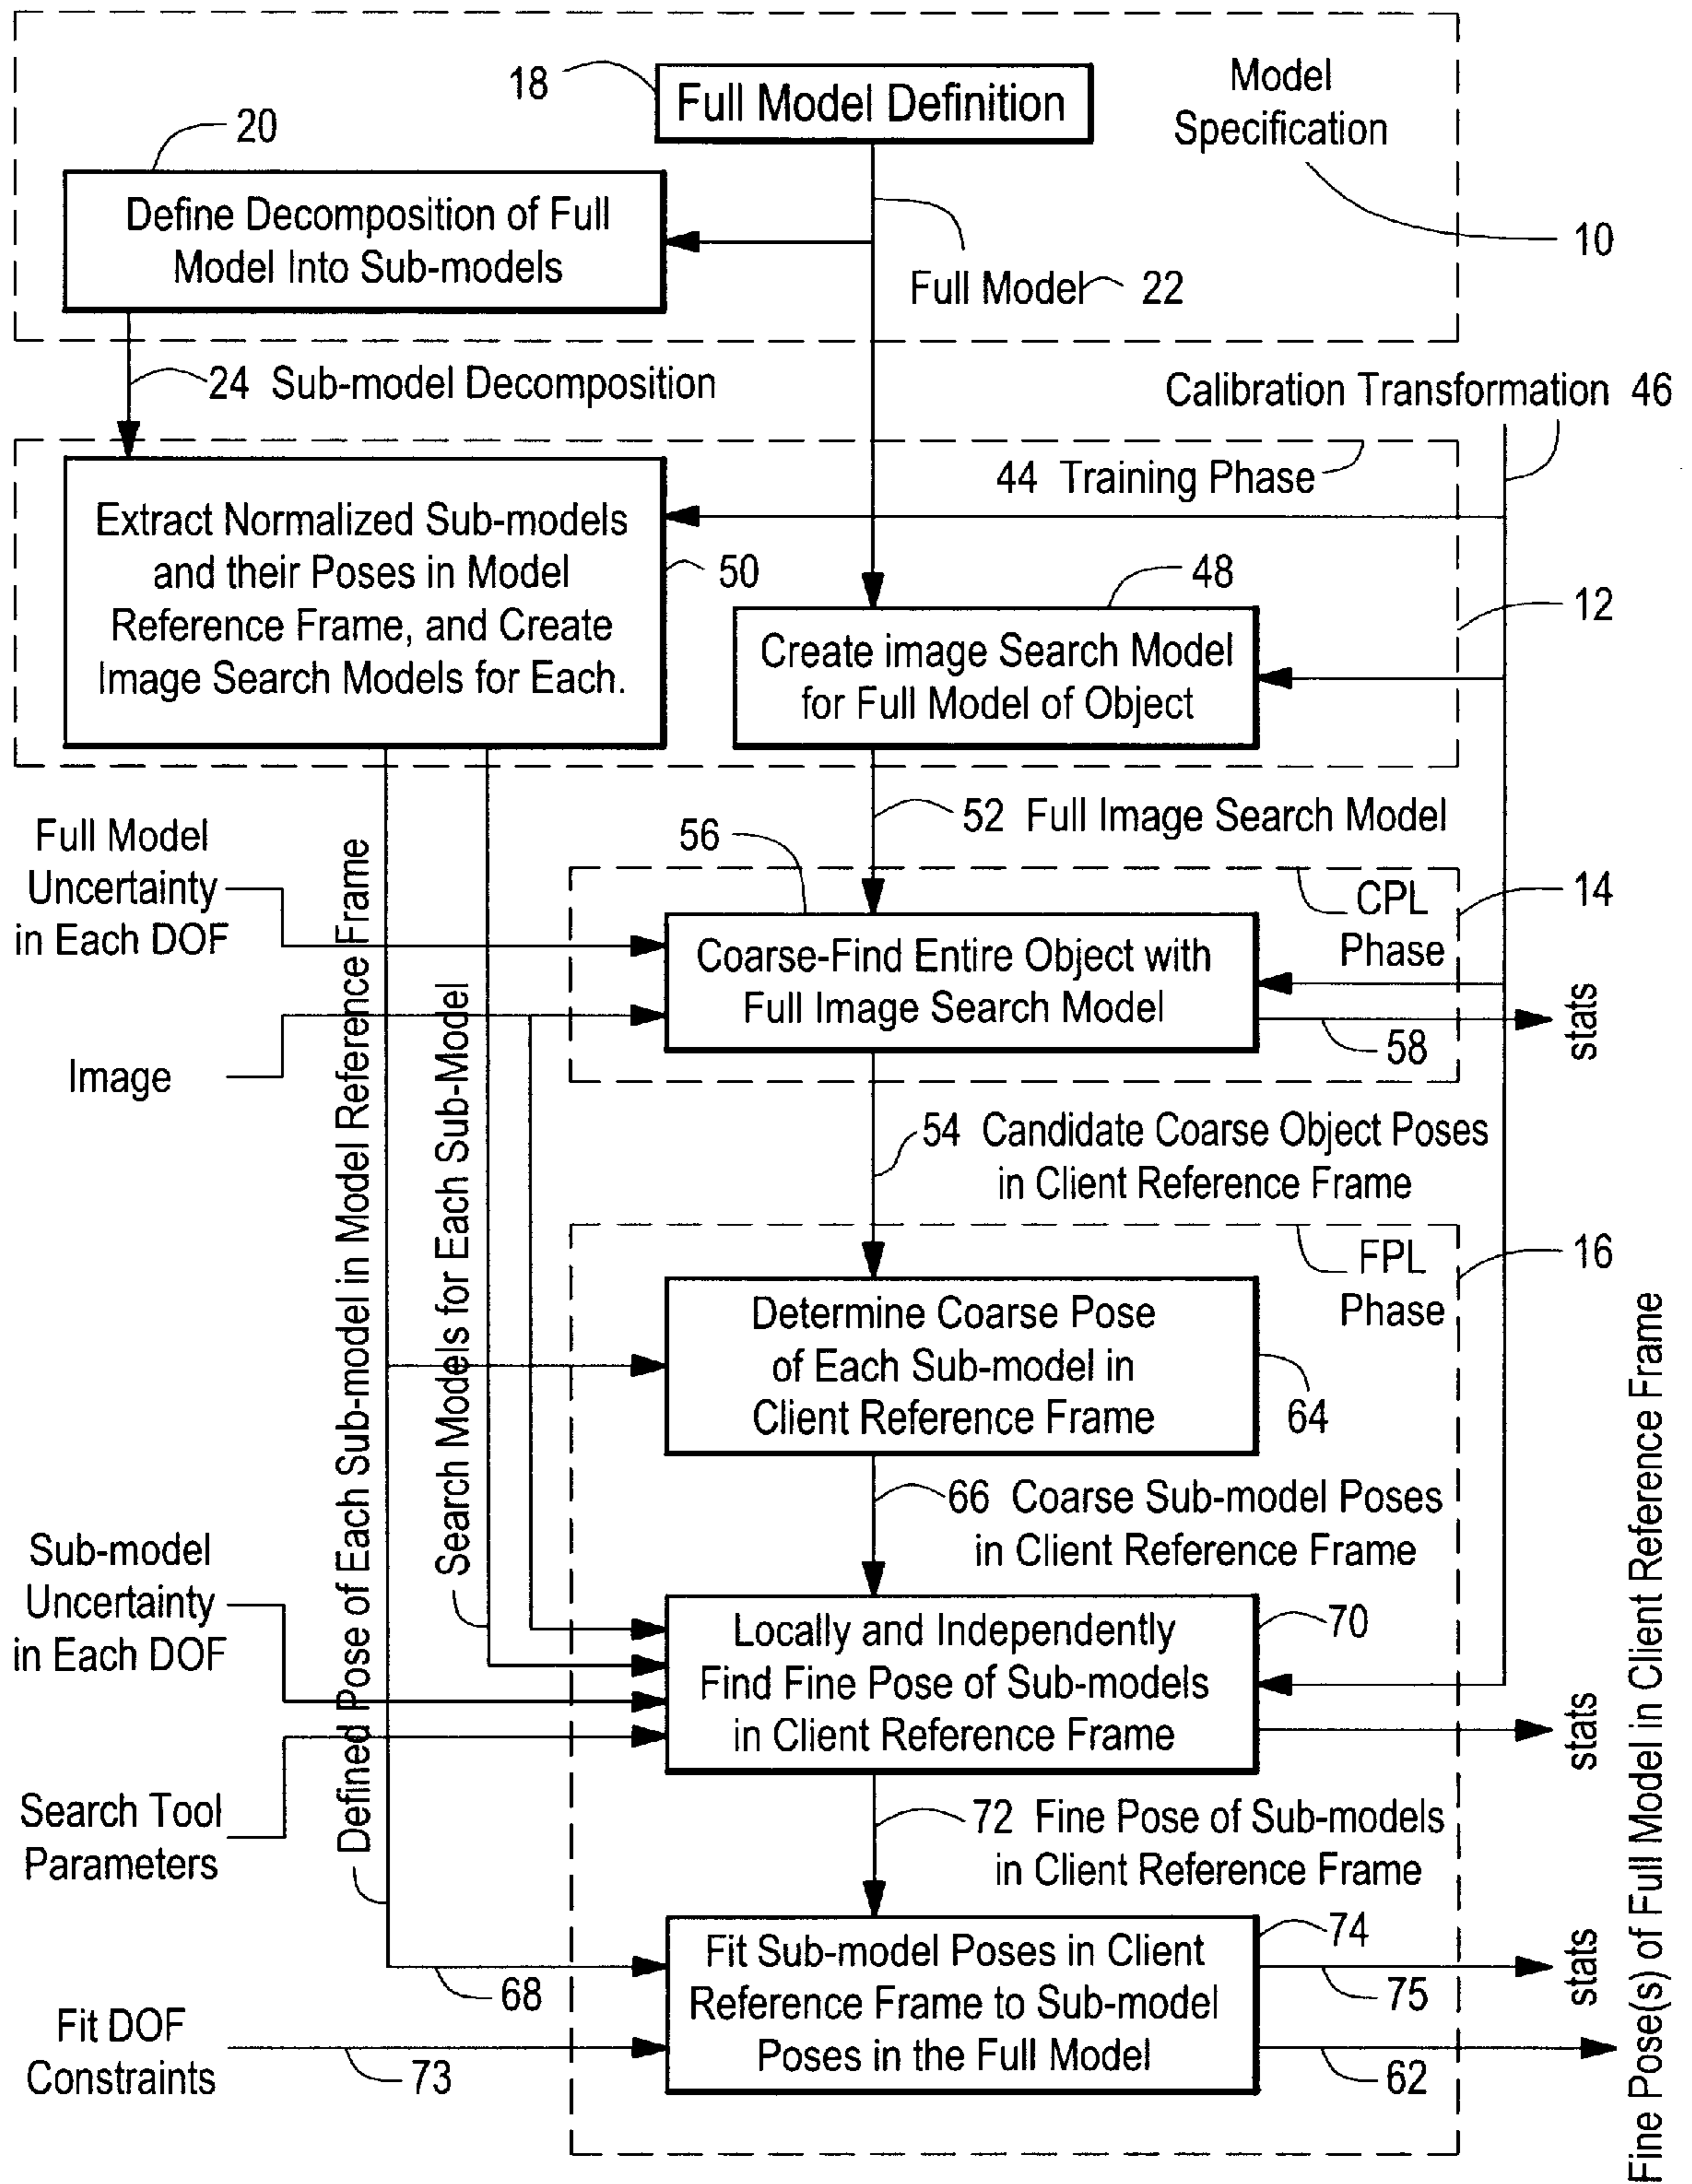 18
Full Model Definition
Model
Specification
20
Define Decomposition of Full
Model Into Sub-models
10
Full Model 22
24 Sub-model Decomposition
Calibration Transformation 46
44 Training Phase
Extract Normalized Sub-models
and their Poses in Model
Reference Frame, and Create
Image Search Models for Each.
50
48
12
Create image Search Model
for Full Model of Object
52 Full Image Search Model
Full Model
Uncertainty
in Each DOF
56
CPL
Phase
14
Coarse-Find Entire Object with
Full Image Search Model
58
stats
Image
54 Candidate Coarse Object Poses
in Client Reference Frame
Defined Pose of Each Sub-model in Model Reference Frame
Search Models for Each Sub-Model
FPL
Phase
16
Determine Coarse Pose
of Each Sub-model in
Client Reference Frame
64
66 Coarse Sub-model Poses
in Client Reference Frame
Sub-model
Uncertainty
in Each DOF
Locally and Independently
Find Fine Pose of Sub-models
in Client Reference Frame
70
stats
Search Tool
Parameters
72 Fine Pose of Sub-models
in Client Reference Frame
Fit Sub-model Poses in Client
Reference Frame to Sub-model
Poses in the Full Model
74
75
stats
68
Fit DOF
Constraints
73
62
Fine Pose(s) of Full Model in Client Reference Frame